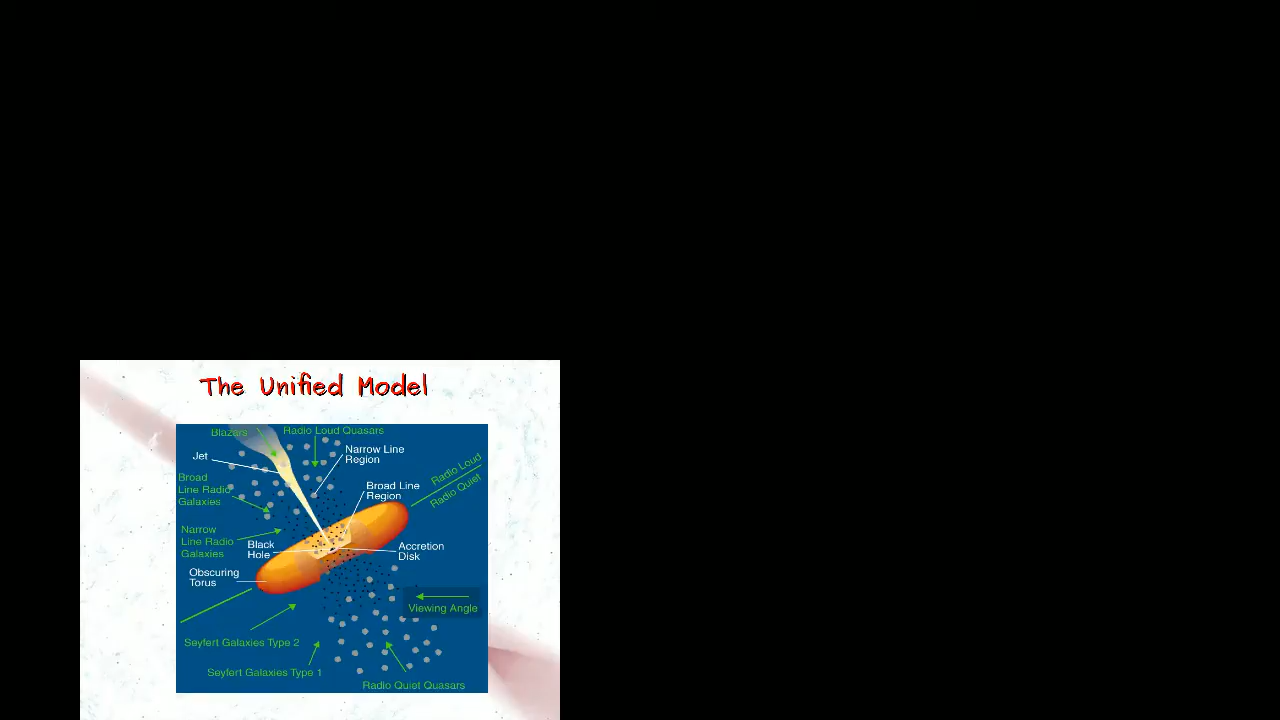 The Unified Model
Blazars
Radio Loud Quasars
Jet
Narrow Line
Region
Radio Loud
Radio Quiet
Broad
Line Radio
Galaxies
Broad Line
Region
Narrow
Line Radio
Galaxies
Black
Hole
Accretion
Disk
Obscuring
Torus
Viewing Angle
Seyfert Galaxies Type 2
Seyfert Galaxies Type 1
Radio Quiet Quasars